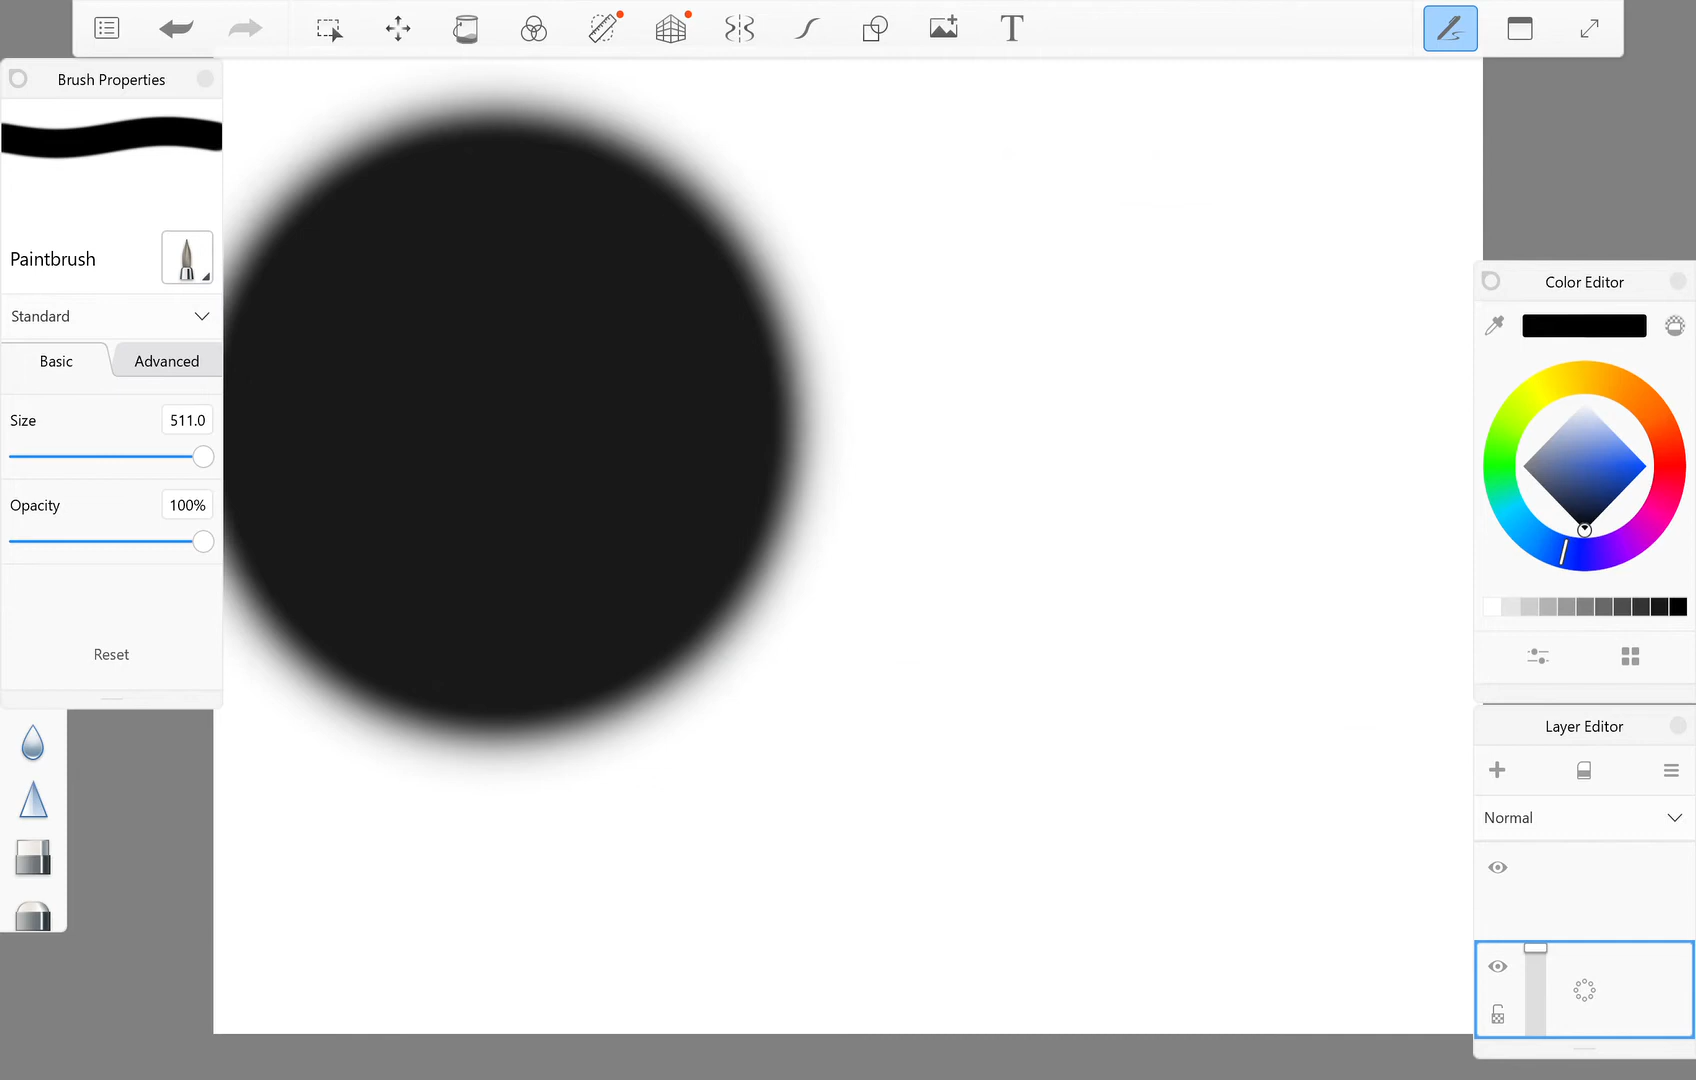 T
Brush Properties
Paintbrush
Standard
Basic
Advanced
Size
511.0
Opacity
100%
Reset
Color Editor
Layer Editor
Normal